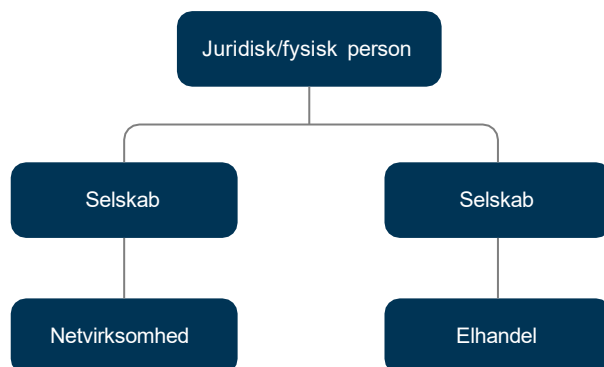 Juridisk/fysisk person
Selskab
Selskab
Netvirksomhed
Elhandel